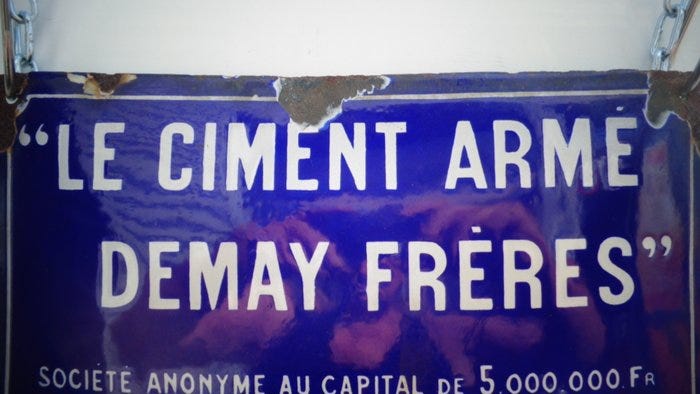 “LE CIMENT ARMÉ
DEMAY FRÈRES”
SOCIÉTÉ ANONYME AU CAPITAL DE 5.000.000.FR